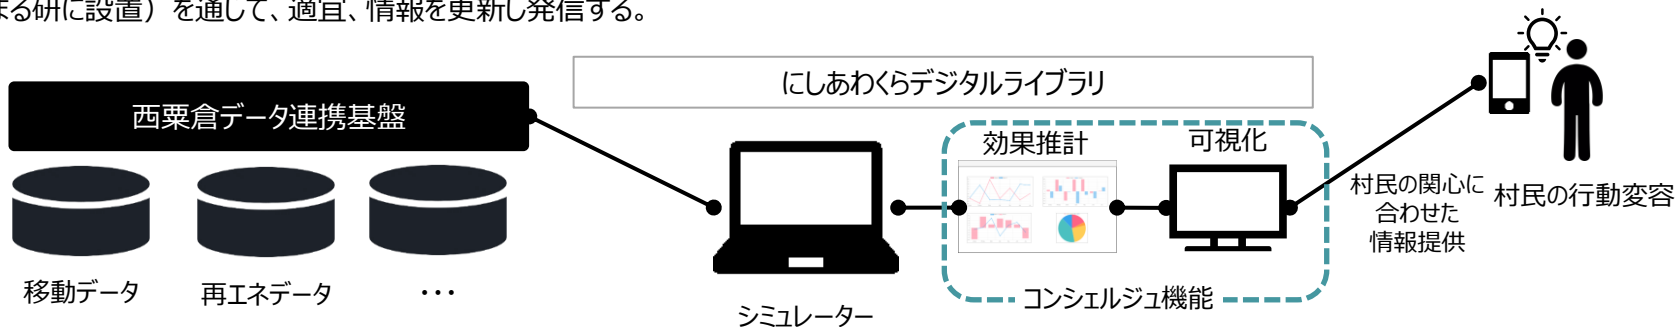 まる研に設置）を通して、適宜、情報を更新し発信する。
にしあわくらデジタルライブラリ
西粟倉データ連携基盤
効果推計
可視化
村民の関心に
合わせた
情報提供
村民の行動変容
移動データ
再エネデータ
・・・
シミュレーター
コンシェルジュ機能